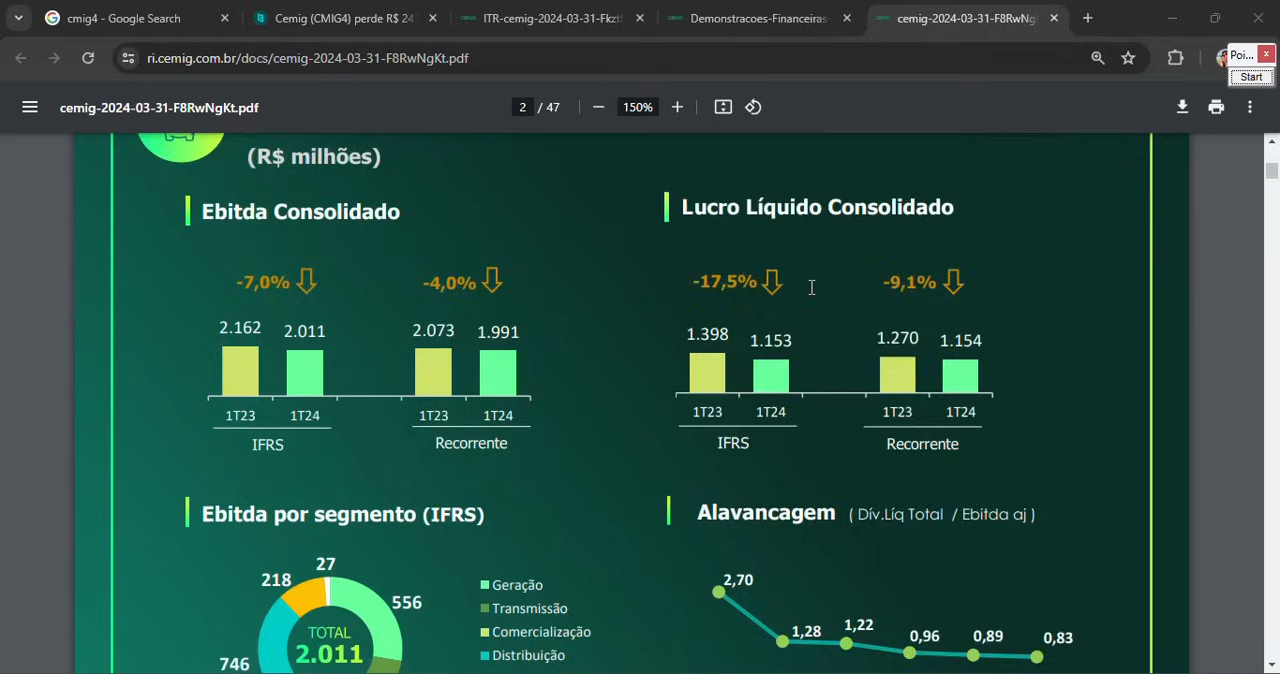 cmig4 - Google Search
Cemig (CMIG4) perde R$ 24
ITR-cemig-2024-03-31-Fkzt
Demonstracoes-Financeiras-
cemig-2024-03-31-F8RwNg
ri.cemig.com.br/docs/cemig-2024-03-31-F8RwNgKt.pdf
Poi...
Start
cemig-2024-03-31-F8RwNgKt.pdf
2 / 47
150%
(R$ milhões)
Ebitda Consolidado
-7,0%
-4,0%
2.162
2.011
2.073
1.991
1T23
1T24
1T23
1T24
IFRS
Recorrente
Lucro Líquido Consolidado
-17,5%
-9,1%
1.398
1.153
1.270
1.154
1T23
1T24
1T23
1T24
IFRS
Recorrente
Ebitda por segmento (IFRS)
27
218
556
746
TOTAL
2.011
Geração
Transmissão
Comercialização
Distribuição
Alavancagem ( Dív.Líq Total / Ebitda aj )
2,70
1,28
1,22
0,96
0,89
0,83